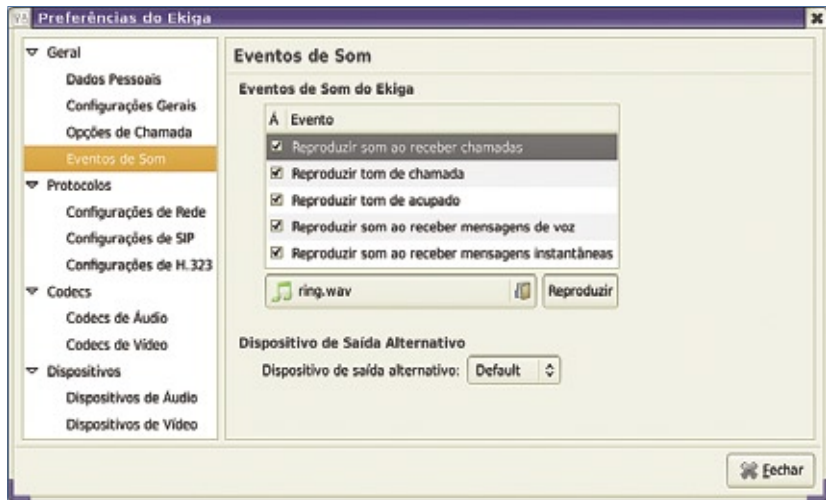 Preferências do Ekiga
Geral
Dados Pessoais
Configurações Gerais
Opções de Chamada
Eventos de Som
Protocolos
Configurações de Rede
Configurações de SIP
Configurações de H.323
Codecs
Codecs de Áudio
Codecs de Vídeo
Dispositivos
Dispositivos de Áudio
Dispositivos de Vídeo
Eventos de Som
Eventos de Som do Ekiga
A Evento
Reproduzir som ao receber chamadas
Reproduzir tom de chamada
Reproduzir tom de acupado
Reproduzir som ao receber mensagens de voz
Reproduzir som ao receber mensagens instantâneas
ring.wav Reproduzir
Dispositivo de Saída Alternativo
Dispositivo de saída alternativo: Default
Fechar